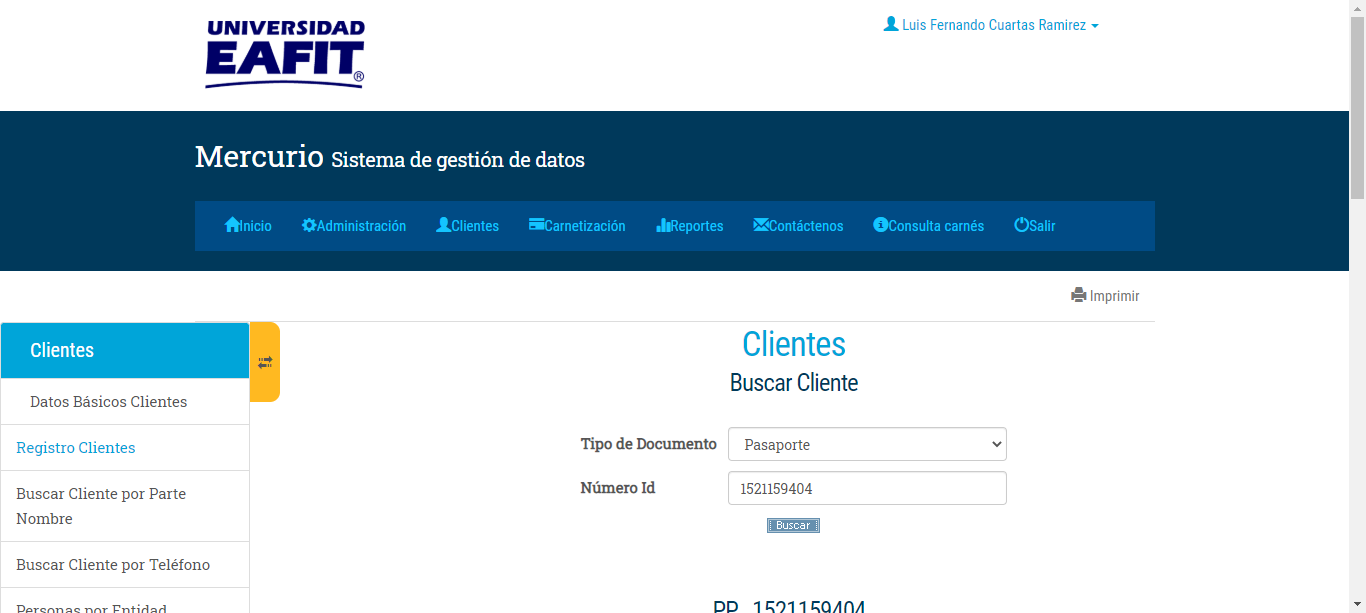 UNIVERSIDAD
EAFIT®
Luis Fernando Cuartas Ramirez
Mercurio Sistema de gestión de datos
Inicio Administración Clientes Carnetización Reportes Contáctenos Consulta carnés Salir
Imprimir
Clientes
Datos Básicos Clientes
Registro Clientes
Buscar Cliente por Parte
Nombre
Buscar Cliente por Teléfono
Personas por Entidad
Clientes
Buscar Cliente
Tipo de Documento Pasaporte
Número Id 1521159404
Buscar
PP 1521159404